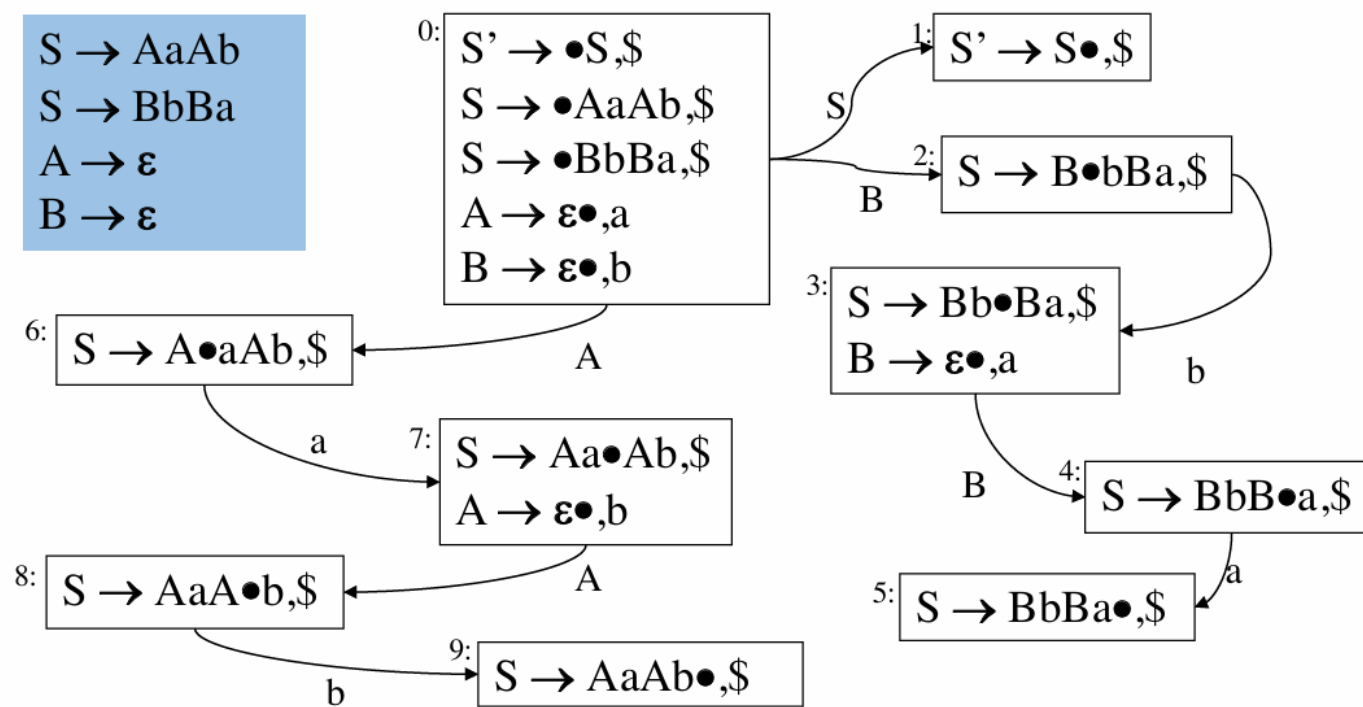 S → AaAb
S → BbBa
A → ε
B → ε
0:
S’ → •S,$
S → •AaAb,$
S → •BbBa,$
A → ε•,a
B → ε•,b
1:
S’ → S•,$
S
2:
S → B•bBa,$
B
3:
S → Bb•Ba,$
B → ε•,a
b
6:
S → A•aAb,$
A
a
7:
S → Aa•Ab,$
A → ε•,b
B
4:
S → BbB•a,$
8:
S → AaA•b,$
A
a
5:
S → BbBa•,$
b
9:
S → AaAb•,$